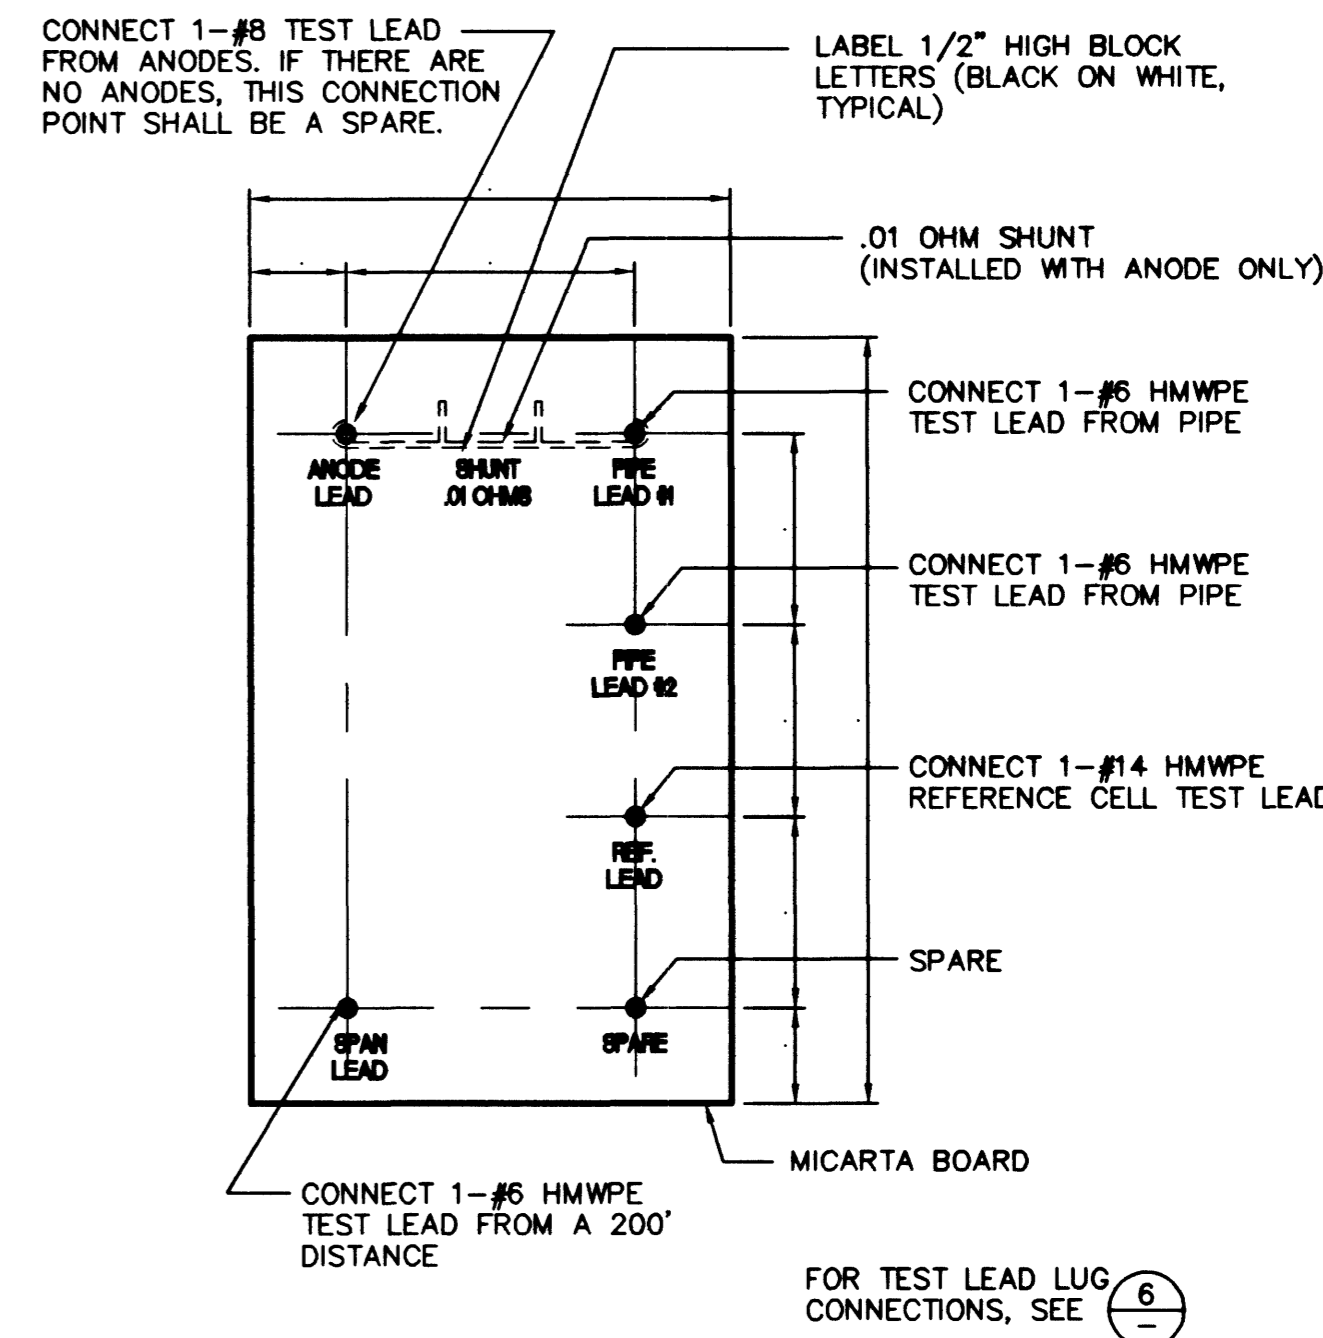 CONNECT 1-#8 TEST LEAD
FROM ANODES. IF THERE ARE
NO ANODES, THIS CONNECTION
POINT SHALL BE A SPARE.
LABEL 1/2" HIGH BLOCK
LETTERS (BLACK ON WHITE,
TYPICAL)
.01 OHM SHUNT
(INSTALLED WITH ANODE ONLY)
CONNECT 1-#6 HMWPE
TEST LEAD FROM PIPE
ANODE
LEAD
SHUNT
.01 OHMS
PIPE
LEAD #1
CONNECT 1-#6 HMWPE
TEST LEAD FROM PIPE
PIPE
LEAD #2
CONNECT 1-#14 HMWPE
REFERENCE CELL TEST LEAD
REF.
LEAD
SPARE
SPAN
LEAD
SPARE
MICARTA BOARD
CONNECT 1-#6 HMWPE
TEST LEAD FROM A 200'
DISTANCE
FOR TEST LEAD LUG
CONNECTIONS, SEE
6
-